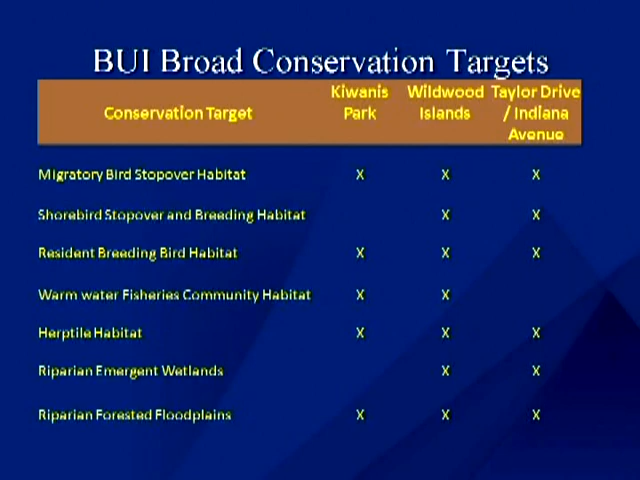 BUI Broad Conservation Targets
Conservation Target Kiwanis Park Wildwood Islands Taylor Drive / Indiana Avenue
Migratory Bird Stopover Habitat X X X
Shorebird Stopover and Breeding Habitat X X
Resident Breeding Bird Habitat X X X
Warm water Fisheries Community Habitat X X
Herptile Habitat X X X
Riparian Emergent Wetlands X X
Riparian Forested Floodplains X X X